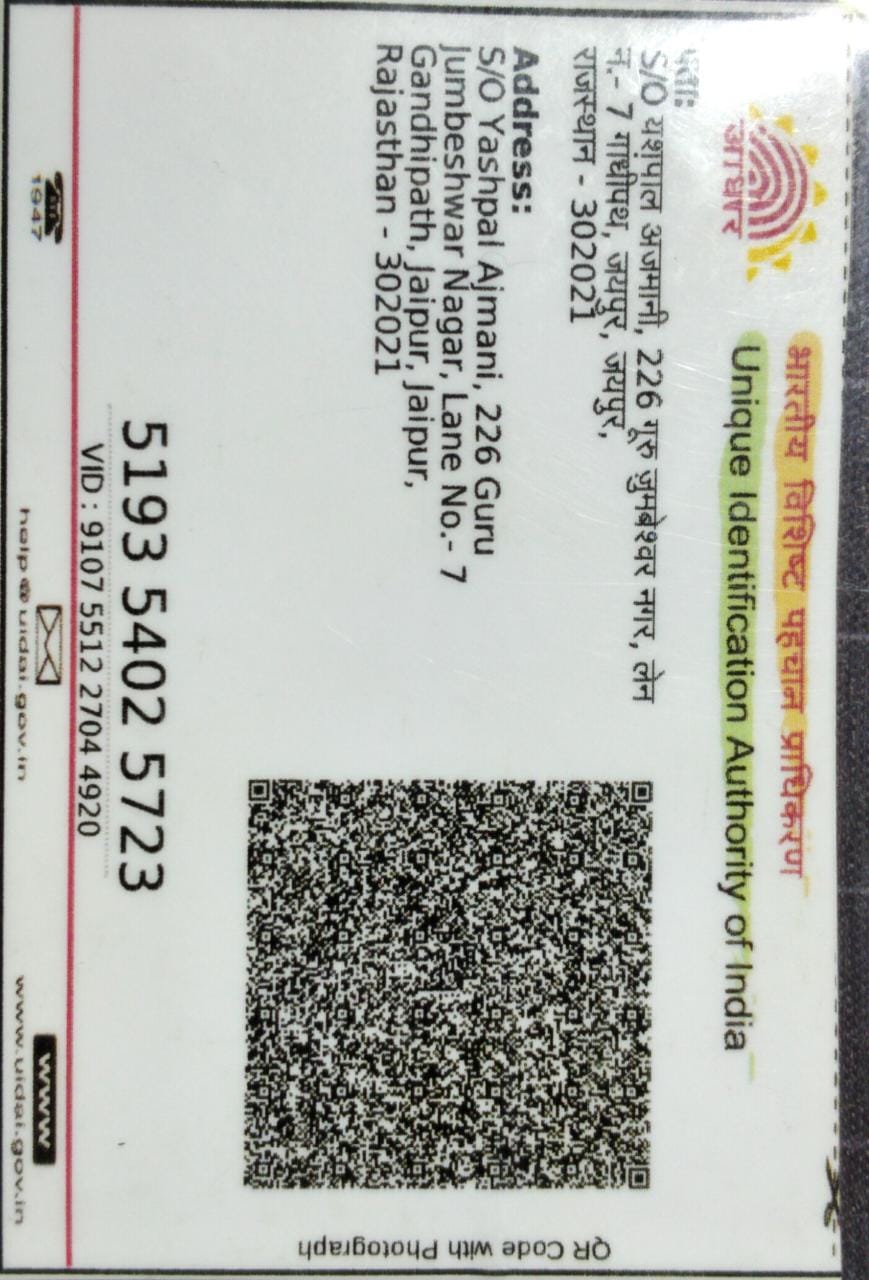 भारतीय विशिष्ट पहचान प्राधिकरण
Unique Identification Authority of India
आधार
पता:
S/O यशपाल अजमानी, 226 गुरु जुमबेश्वर नगर, लेन
न.- 7 गाधीपथ, जयपुर, जयपुर,
राजस्थान - 302021
Address:
S/O Yashpal Ajmani, 226 Guru
Jumbeshwar Nagar, Lane No.- 7
Gandhipath, Jaipur, Jaipur,
Rajasthan - 302021
QR Code with Photograph
5193 5402 5723
VID : 9107 5512 2704 4920
1947
help@uidai.gov.in
www
www.uidai.gov.in